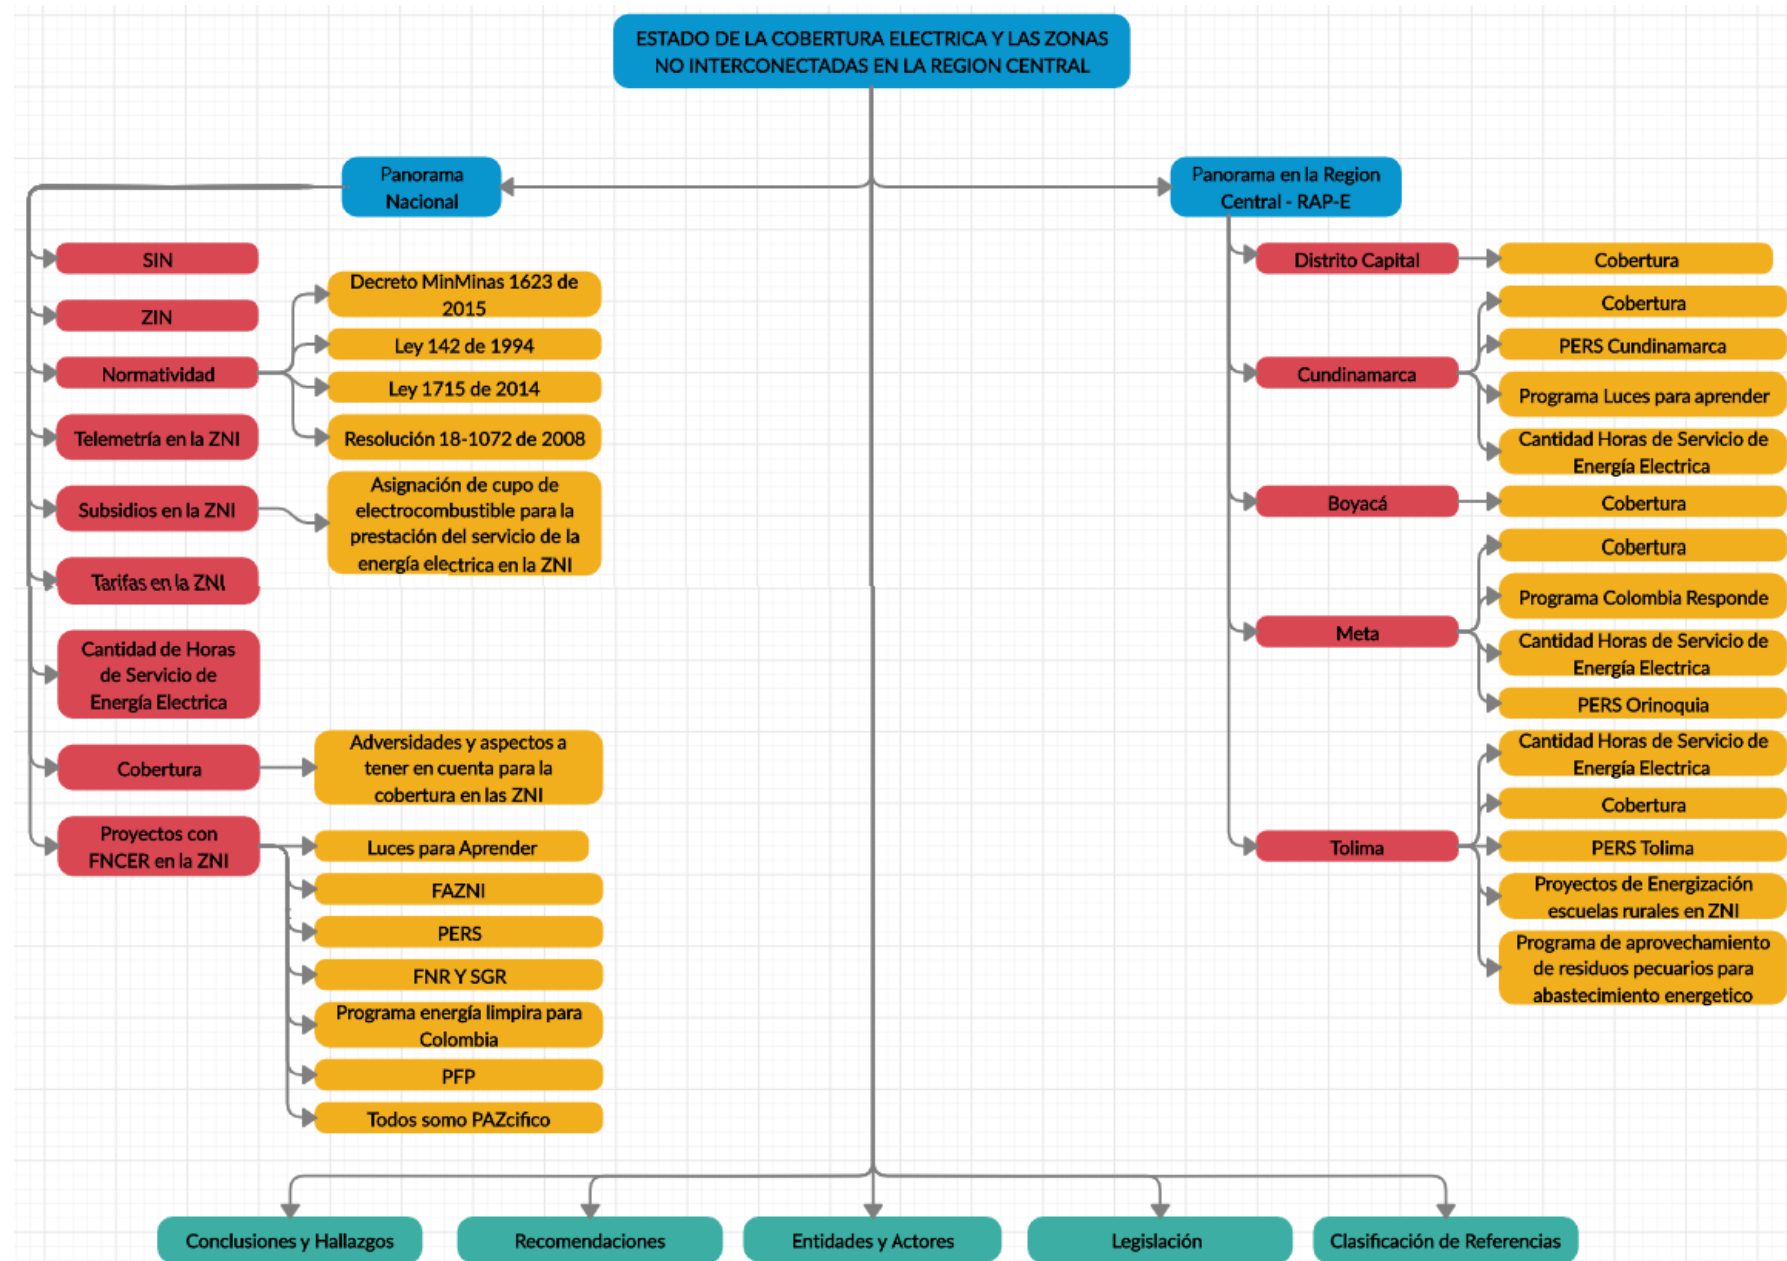 ESTADO DE LA COBERTURA ELECTRICA Y LAS ZONAS
NO INTERCONECTADAS EN LA REGION CENTRAL
Panorama
Nacional
SIN
ZIN
Normatividad
Decreto MinMinas 1623 de
2015
Ley 142 de 1994
Ley 1715 de 2014
Resolución 18-1072 de 2008
Telemetría en la ZNI
Subsidios en la ZNI
Asignación de cupo de
electrocombustible para la
prestación del servicio de la
energía electrica en la ZNI
Tarifas en la ZNI
Cantidad de Horas
de Servicio de
Energía Electrica
Cobertura
Adversidades y aspectos a
tener en cuenta para la
cobertura en las ZNI
Proyectos con
FNCER en la ZNI
Luces para Aprender
FAZNI
PERS
FNR Y SGR
Programa energía limpira para
Colombia
PFP
Todos somo PAZcifico
Panorama en la Region
Central - RAP-E
Distrito Capital
Cobertura
Cundinamarca
Cobertura
PERS Cundinamarca
Programa Luces para aprender
Cantidad Horas de Servicio de
Energía Electrica
Boyacá
Cobertura
Meta
Cobertura
Programa Colombia Responde
Cantidad Horas de Servicio de
Energía Electrica
PERS Orinoquia
Tolima
Cantidad Horas de Servicio de
Energía Electrica
Cobertura
PERS Tolima
Proyectos de Energización
escuelas rurales en ZNI
Programa de aprovechamiento
de residuos pecuarios para
abastecimiento energetico
Conclusiones y Hallazgos
Recomendaciones
Entidades y Actores
Legislación
Clasificación de Referencias